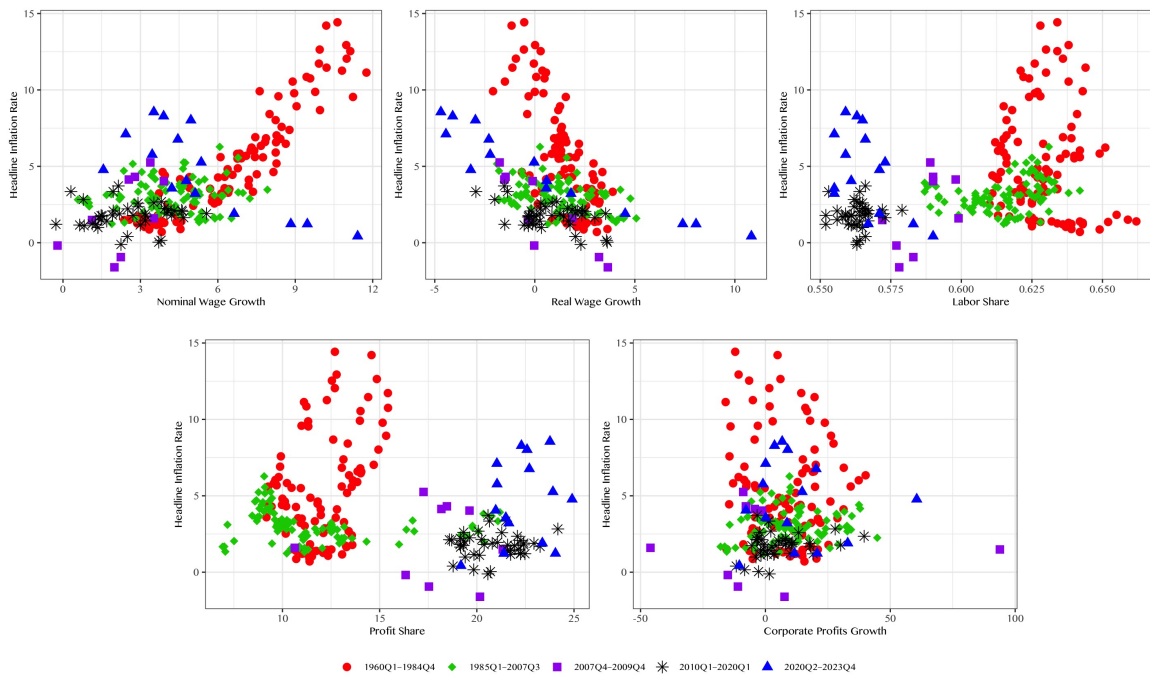 15
10
5
0
Headline Inflation Rate
0
3
6
9
12
Nominal Wage Growth
15
10
5
0
Headline Inflation Rate
-5
0
5
10
Real Wage Growth
15
10
5
0
Headline Inflation Rate
0.550
0.575
0.600
0.625
0.650
Labor Share
15
10
5
0
Headline Inflation Rate
10
15
20
25
Profit Share
15
10
5
0
Headline Inflation Rate
-50
0
50
100
Corporate Profits Growth
1960Q1−1984Q4
1985Q1−2007Q3
2007Q4−2009Q4
2010Q1−2020Q1
2020Q2−2023Q4